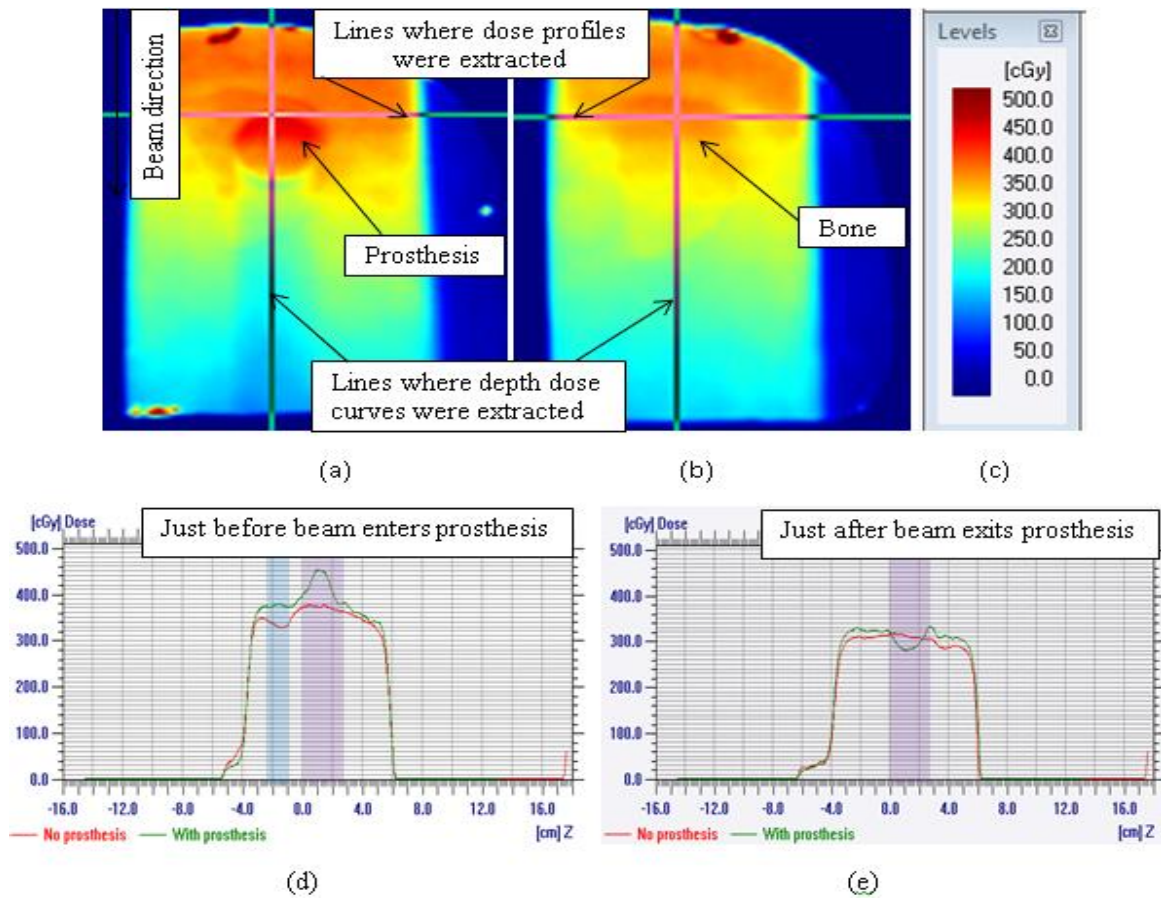 Beam direction
Lines where dose profiles
were extracted
Prosthesis
Bone
Lines where depth dose
curves were extracted
Levels
[cGy]
500.0
450.0
400.0
350.0
300.0
250.0
200.0
150.0
100.0
50.0
0.0
(a)
(b)
(c)
[cGy] Dose
Just before beam enters prosthesis
500.0
400.0
300.0
100.0
0.0
-16.0 -12.0 -8.0 -4.0 0.0 4.0 8.0 12.0 16.0
No prosthesis With prosthesis [cm] Z
(d)
[cGy] Dose
Just after beam exits prosthesis
500.0
400.0
300.0
100.0
0.0
-16.0 -12.0 -8.0 -4.0 0.0 4.0 8.0 12.0 16.0
No prosthesis With prosthesis [cm] Z
(e)